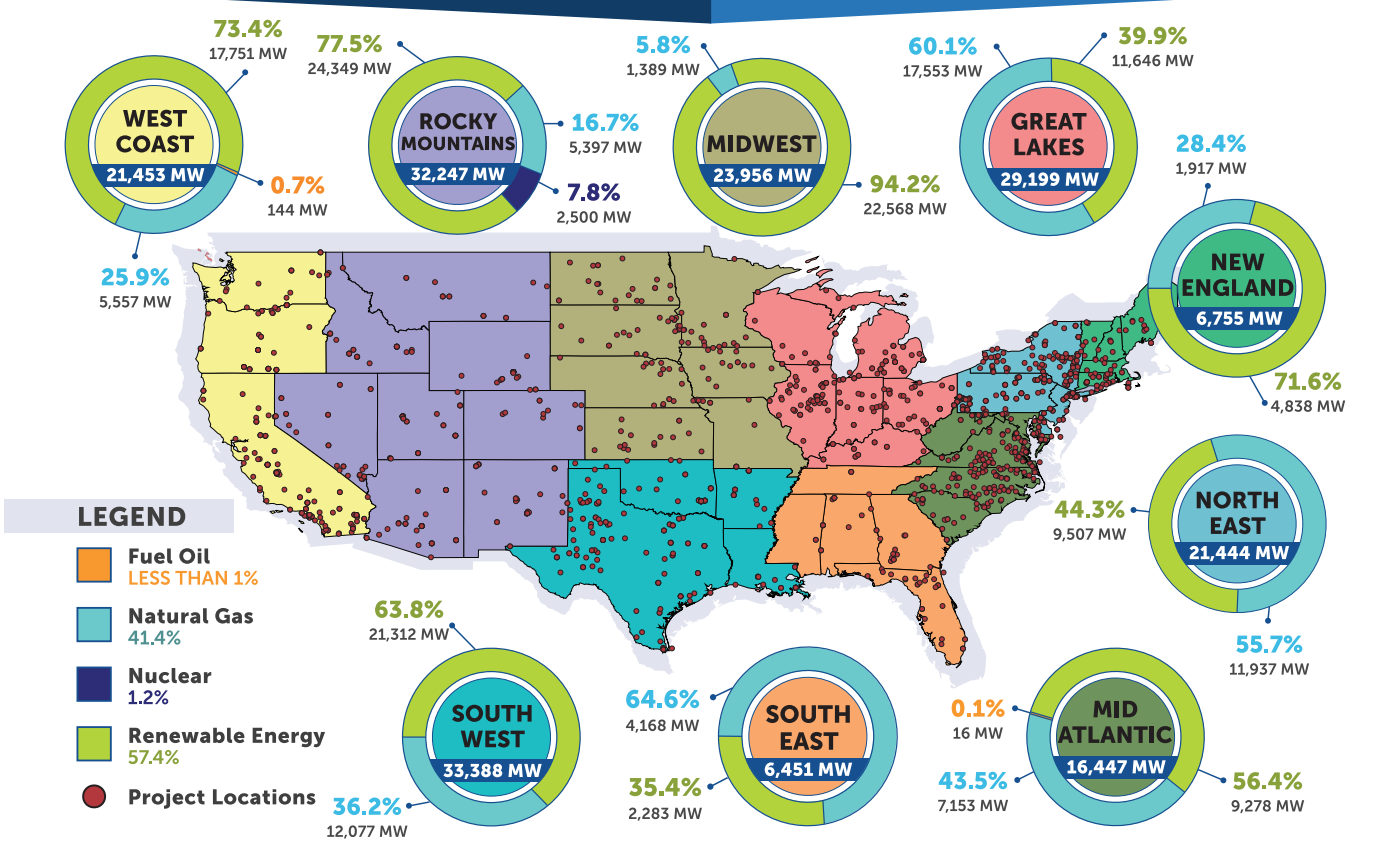 73.4%
17,751 MW
WEST
COAST
21,453 MW
0.7%
144 MW
25.9%
5,557 MW
77.5%
24,349 MW
ROCKY
MOUNTAINS
32,247 MW
16.7%
5,397 MW
7.8%
2,500 MW
5.8%
1,389 MW
MIDWEST
23,956 MW
94.2%
22,568 MW
60.1%
17,553 MW
39.9%
11,646 MW
GREAT
LAKES
29,199 MW
28.4%
1,917 MW
NEW
ENGLAND
6,755 MW
71.6%
4,838 MW
44.3%
9,507 MW
NORTH
EAST
21,444 MW
55.7%
11,937 MW
LEGEND
Fuel Oil
LESS THAN 1%
Natural Gas
41.4%
Nuclear
1.2%
Renewable Energy
57.4%
Project Locations
63.8%
21,312 MW
SOUTH
WEST
33,388 MW
36.2%
12,077 MW
64.6%
4,168 MW
SOUTH
EAST
6,451 MW
35.4%
2,283 MW
0.1%
16 MW
MID
ATLANTIC
16,447 MW
43.5%
7,153 MW
56.4%
9,278 MW